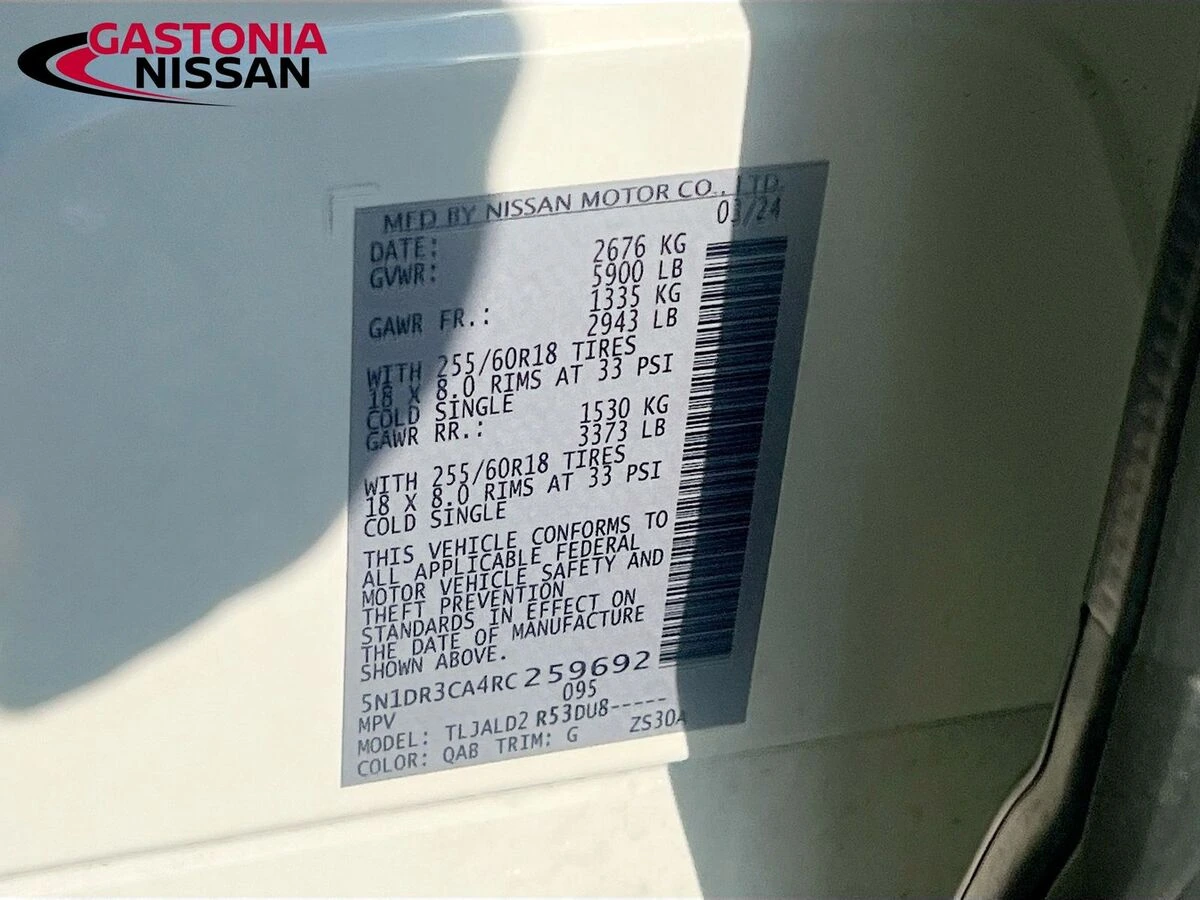 GASTONIA
NISSAN
MFD BY NISSAN MOTOR CO., LTD.
DATE: 03/24
GVWR: 2676 KG
5900 LB
GAWR FR.: 1335 KG
2943 LB
WITH 255/60R18 TIRES
18 X 8.0 RIMS AT 33 PSI
COLD SINGLE
GAWR RR.: 1530 KG
3373 LB
WITH 255/60R18 TIRES
18 X 8.0 RIMS AT 33 PSI
COLD SINGLE
THIS VEHICLE CONFORMS TO
ALL APPLICABLE FEDERAL
MOTOR VEHICLE SAFETY AND
THEFT PREVENTION
STANDARDS IN EFFECT ON
THE DATE OF MANUFACTURE
SHOWN ABOVE.
5N1DR3CA4RC259692
MPV 095
MODEL: TLJALD2 R53DU8-----
COLOR: QAB TRIM: G ZS30A